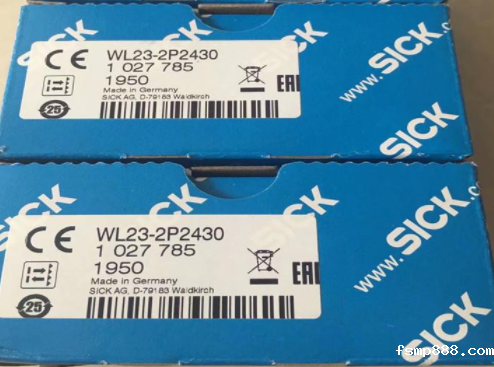 CE WL23-2P2430
1 027 785
1950
Made in Germany
SICK AG, D-79183 Waldkirch
25
EAC
SICK
www.SICK.c
SICK
CE WL23-2P2430
1 027 785
1950
Made in Germany
SICK AG, D-79183 Waldkirch
25
SICK
www.SICK.c
SICK
fsmp888.com